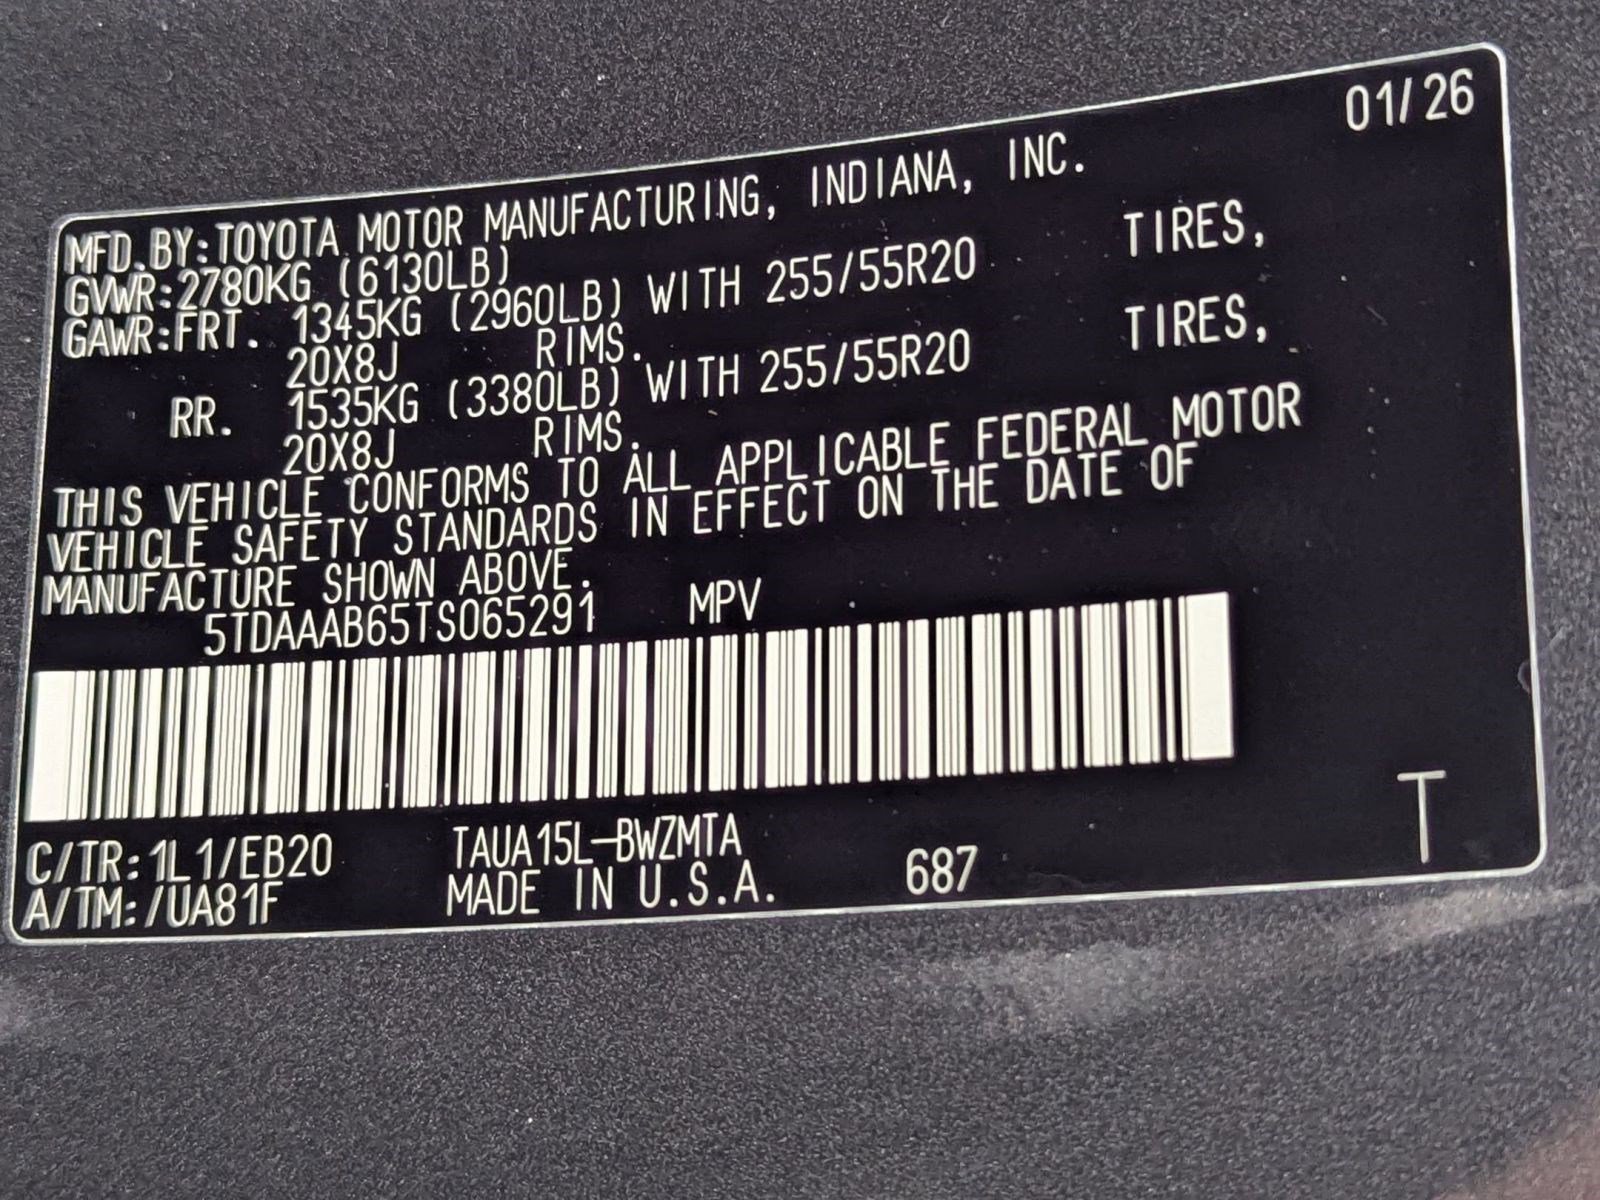 01/26
MFD.BY:TOYOTA MOTOR MANUFACTURING, INDIANA, INC.
GVWR:2780KG (6130LB)
GAWR:FRT. 1345KG (2960LB) WITH 255/55R20 TIRES,
20X8J RIMS.
RR. 1535KG (3380LB) WITH 255/55R20 TIRES,
20X8J RIMS.
THIS VEHICLE CONFORMS TO ALL APPLICABLE FEDERAL MOTOR
VEHICLE SAFETY STANDARDS IN EFFECT ON THE DATE OF
MANUFACTURE SHOWN ABOVE.
5TDAAAB65TS065291 MPV
C/TR:1L1/EB20 TAUA15L-BWZMTA
A/TM:/UA81F MADE IN U.S.A. 687
T